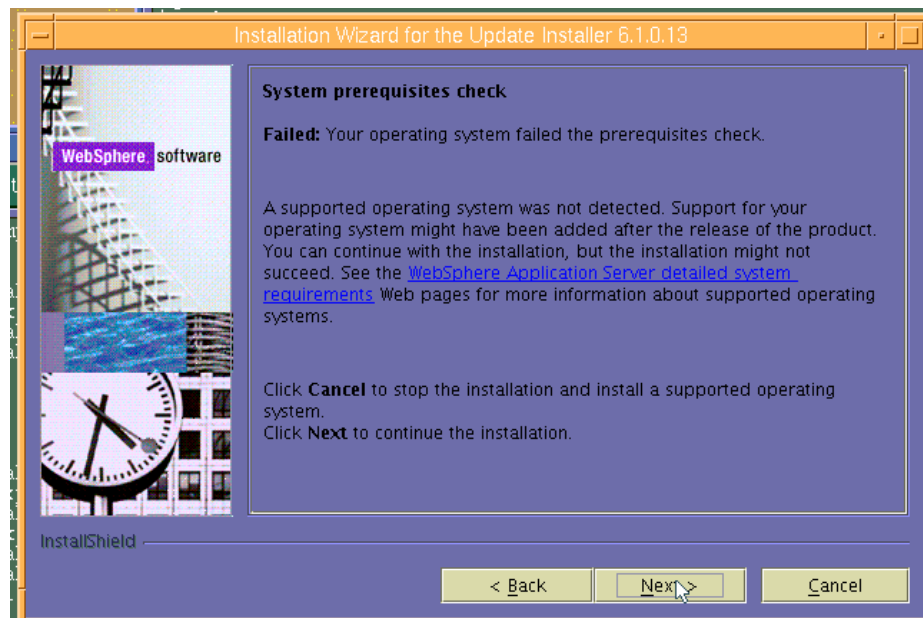 Installation Wizard for the Update Installer 6.1.0.13
System prerequisites check
Failed: Your operating system failed the prerequisites check.
WebSphere software
A supported operating system was not detected. Support for your
operating system might have been added after the release of the product.
You can continue with the installation, but the installation might not
succeed. See the WebSphere Application Server detailed system
requirements Web pages for more information about supported operating
systems.
Click Cancel to stop the installation and install a supported operating
system.
Click Next to continue the installation.
InstallShield
< Back
Next >
Cancel